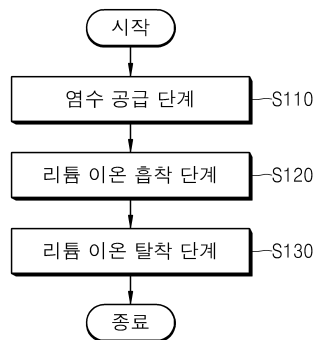 시작
염수 공급 단계 S110
리튬 이온 흡착 단계 S120
리튬 이온 탈착 단계 S130
종료